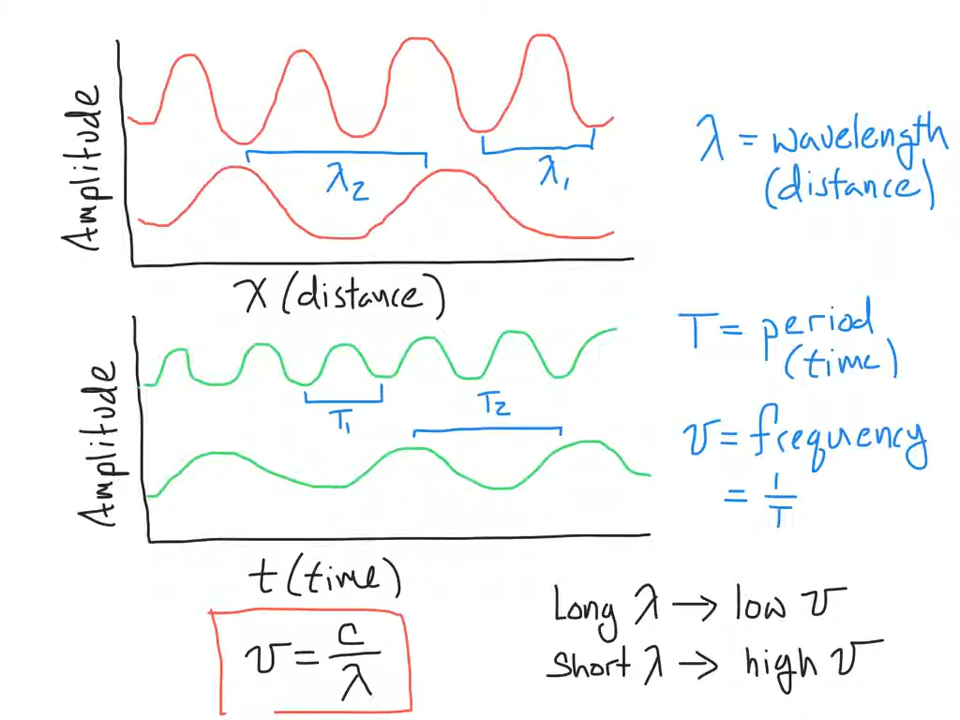 Amplitude
λ₂
λ₁
λ = wavelength
(distance)
x (distance)
Amplitude
T₁
T₂
T = period
(time)
ν = frequency
= 1/T
t (time)
ν = c/λ
Long λ → low ν
Short λ → high ν